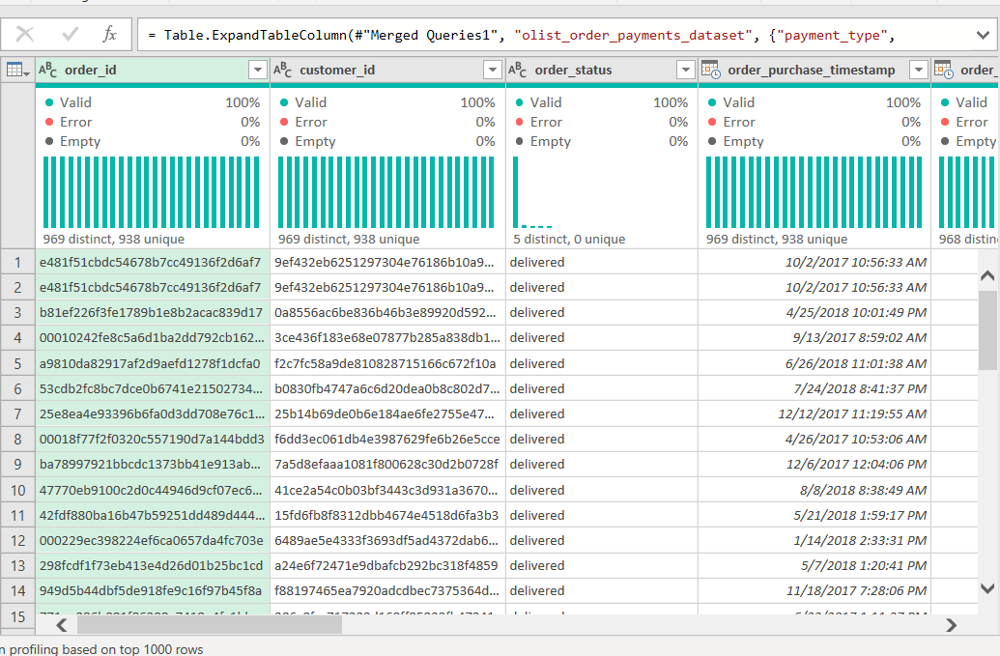 fx = Table.ExpandTableColumn(#"Merged Queries1", "olist_order_payments_dataset", {"payment_type",
ABC order_id ABC customer_id ABC order_status order_purchase_timestamp order_
Valid 100% Valid 100% Valid 100% Valid 100% Valid
Error 0% Error 0% Error 0% Error 0% Error
Empty 0% Empty 0% Empty 0% Empty 0% Empty
969 distinct, 938 unique 969 distinct, 938 unique 5 distinct, 0 unique 969 distinct, 938 unique 968 distin
1 e481f51cbdc54678b7cc49136f2d6af7 9ef432eb6251297304e76186b10a9... delivered 10/2/2017 10:56:33 AM
2 e481f51cbdc54678b7cc49136f2d6af7 9ef432eb6251297304e76186b10a9... delivered 10/2/2017 10:56:33 AM
3 b81ef226f3fe1789b1e8b2acac839d17 0a8556ac6be836b46b3e89920d592... delivered 4/25/2018 10:01:49 PM
4 00010242fe8c5a6d1ba2dd792cb162... 3ce436f183e68e07877b285a838db1... delivered 9/13/2017 8:59:02 AM
5 a9810da82917af2d9aefd1278f1dcfa0 f2c7fc58a9de810828715166c672f10a delivered 6/26/2018 11:01:38 AM
6 53cdb2fc8bc7dce0b6741e21502734... b0830fb4747a6c6d20dea0b8c802d7... delivered 7/24/2018 8:41:37 PM
7 25e8ea4e93396b6fa0d3dd708e76c1... 25b14b69de0b6e184ae6fe2755e47... delivered 12/12/2017 11:19:55 AM
8 00018f77f2f0320c557190d7a144bdd3 f6dd3ec061db4e3987629fe6b26e5cce delivered 4/26/2017 10:53:06 AM
9 ba78997921bbcdc1373bb41e913ab... 7a5d8efaaa1081f800628c30d2b0728f delivered 12/6/2017 12:04:06 PM
10 47770eb9100c2d0c44946d9cf07ec6... 41ce2a54c0b03bf3443c3d931a3670... delivered 8/8/2018 8:38:49 AM
11 42fdf880ba16b47b59251dd489d444... 15fd6fb8f8312dbb4674e4518d6fa3b3 delivered 5/21/2018 1:59:17 PM
12 000229ec398224ef6ca0657da4fc703e 6489ae5e4333f3693df5ad4372dab6... delivered 1/14/2018 2:33:31 PM
13 298fcdf1f73eb413e4d26d01b25bc1cd a24e6f72471e9dbafcb292bc318f4859 delivered 5/7/2018 1:20:41 PM
14 949d5b44dbf5de918fe9c16f97b45f8a f88197465ea7920adcdbec7375364d... delivered 11/18/2017 7:28:06 PM
15
n profiling based on top 1000 rows